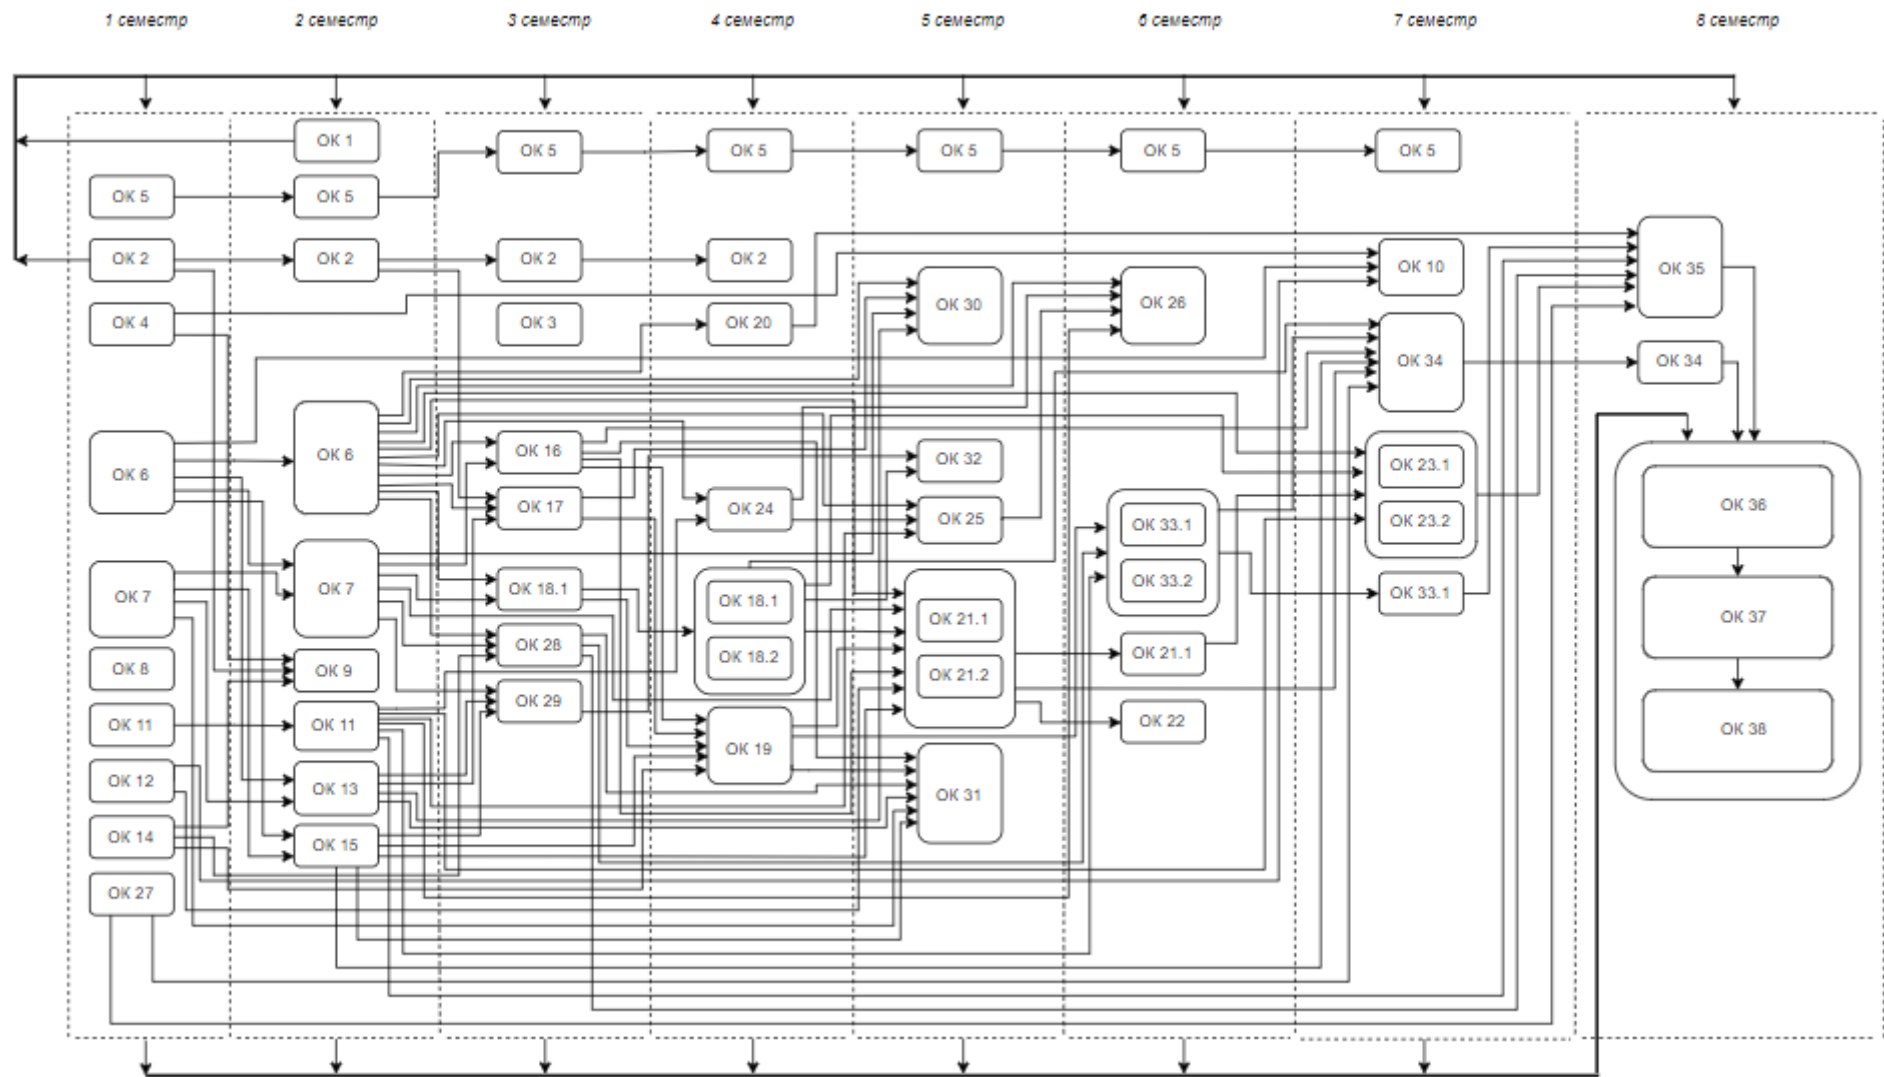 1 семестр
2 семестр
3 семестр
4 семестр
5 семестр
6 семестр
7 семестр
8 семестр
ОК 5
ОК 2
ОК 4
ОК 6
ОК 7
ОК 8
ОК 11
ОК 12
ОК 14
ОК 27
ОК 1
ОК 5
ОК 2
ОК 6
ОК 7
ОК 9
ОК 11
ОК 13
ОК 15
ОК 5
ОК 2
ОК 3
ОК 16
ОК 17
ОК 18.1
ОК 28
ОК 29
ОК 5
ОК 2
ОК 20
ОК 24
ОК 18.1
ОК 18.2
ОК 19
ОК 5
ОК 30
ОК 32
ОК 25
ОК 21.1
ОК 21.2
ОК 31
ОК 5
ОК 26
ОК 33.1
ОК 33.2
ОК 21.1
ОК 22
ОК 5
ОК 10
ОК 34
ОК 23.1
ОК 23.2
ОК 33.1
ОК 35
ОК 34
ОК 36
ОК 37
ОК 38